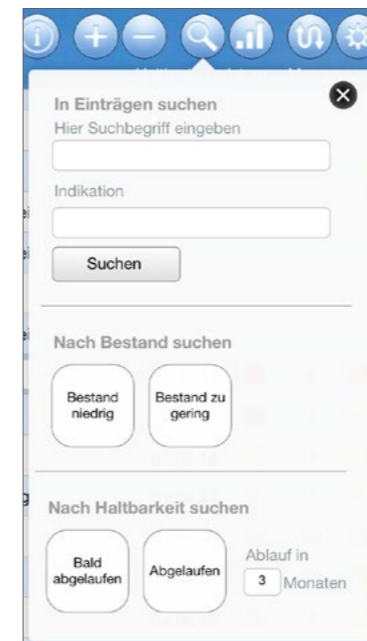 In Einträgen suchen
Hier Suchbegriff eingeben
Indikation
Suchen
Nach Bestand suchen
Bestand
niedrig
Bestand zu
gering
Nach Haltbarkeit suchen
Bald
abgelaufen
Abgelaufen
Ablauf in
3 Monaten